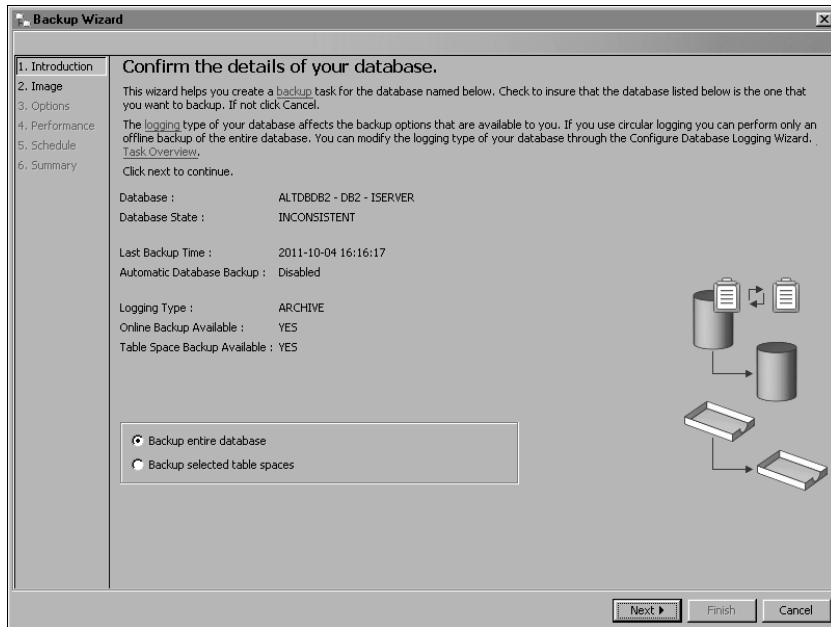 Backup Wizard
1. Introduction
2. Image
3. Options
4. Performance
5. Schedule
6. Summary
Confirm the details of your database.
This wizard helps you create a backup task for the database named below. Check to insure that the database listed below is the one that
you want to backup. If not click Cancel.
The logging type of your database affects the backup options that are available to you. If you use circular logging you can perform only an
offline backup of the entire database. You can modify the logging type of your database through the Configure Database Logging Wizard.
Task Overview.
Click next to continue.
Database : ALTDBDB2 - DB2 - ISERVER
Database State : INCONSISTENT
Last Backup Time : 2011-10-04 16:16:17
Automatic Database Backup : Disabled
Logging Type : ARCHIVE
Online Backup Available : YES
Table Space Backup Available : YES
Backup entire database
Backup selected table spaces
Next
Finish
Cancel